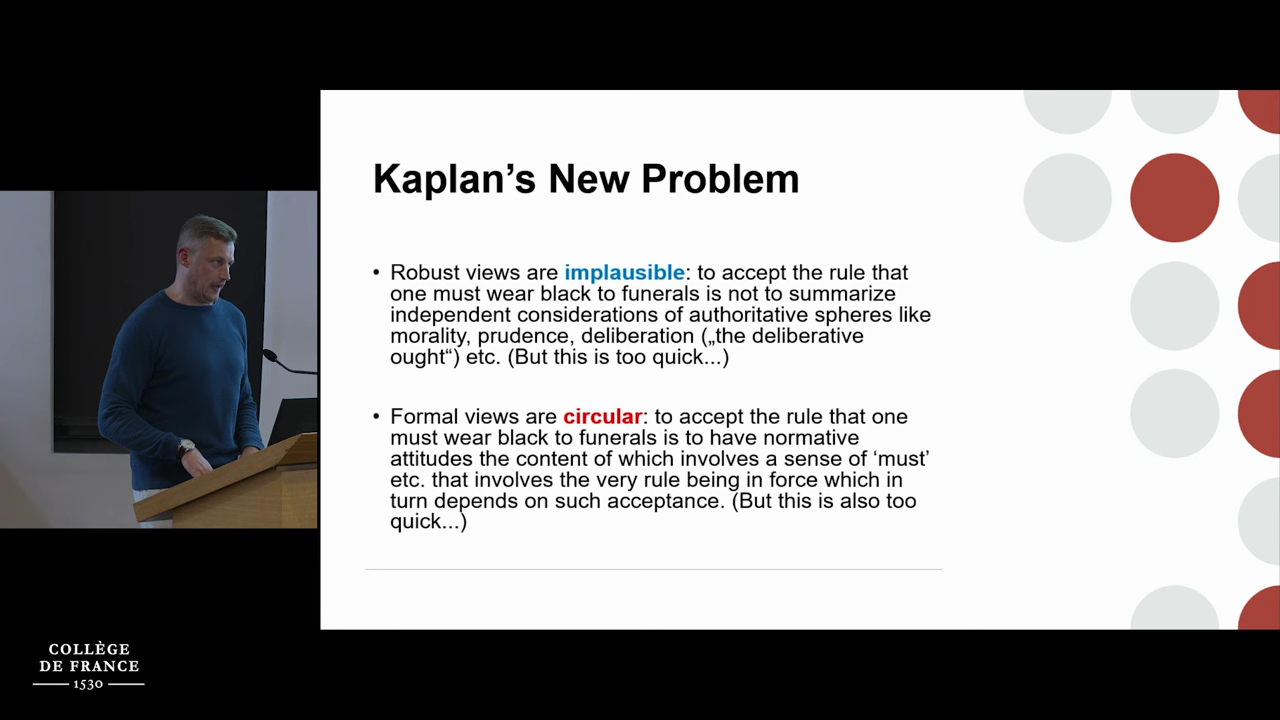 Kaplan's New Problem
• Robust views are implausible: to accept the rule that
one must wear black to funerals is not to summarize
independent considerations of authoritative spheres like
morality, prudence, deliberation („the deliberative
ought“) etc. (But this is too quick...)
• Formal views are circular: to accept the rule that one
must wear black to funerals is to have normative
attitudes the content of which involves a sense of ‘must’
etc. that involves the very rule being in force which in
turn depends on such acceptance. (But this is also too
quick...)
COLLÈGE
DE FRANCE
1530